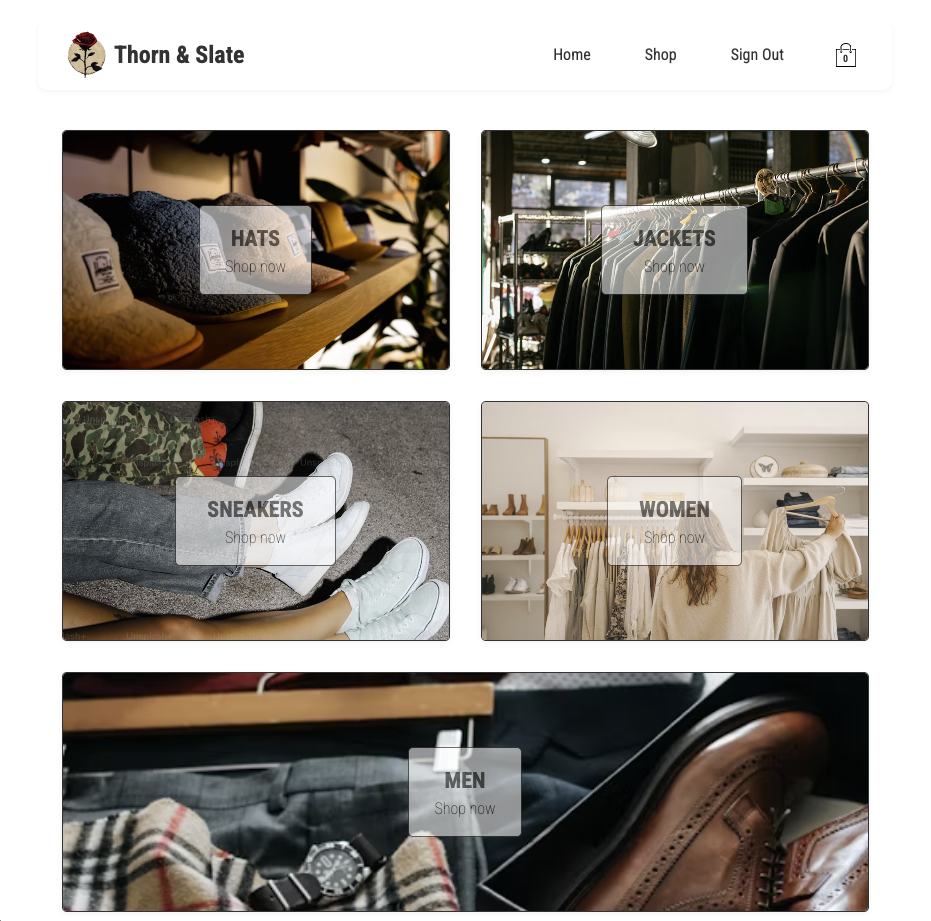 Thorn & Slate
Home
Shop
Sign Out
0
HATS
Shop now
JACKETS
Shop now
SNEAKERS
Shop now
WOMEN
Shop now
MEN
Shop now